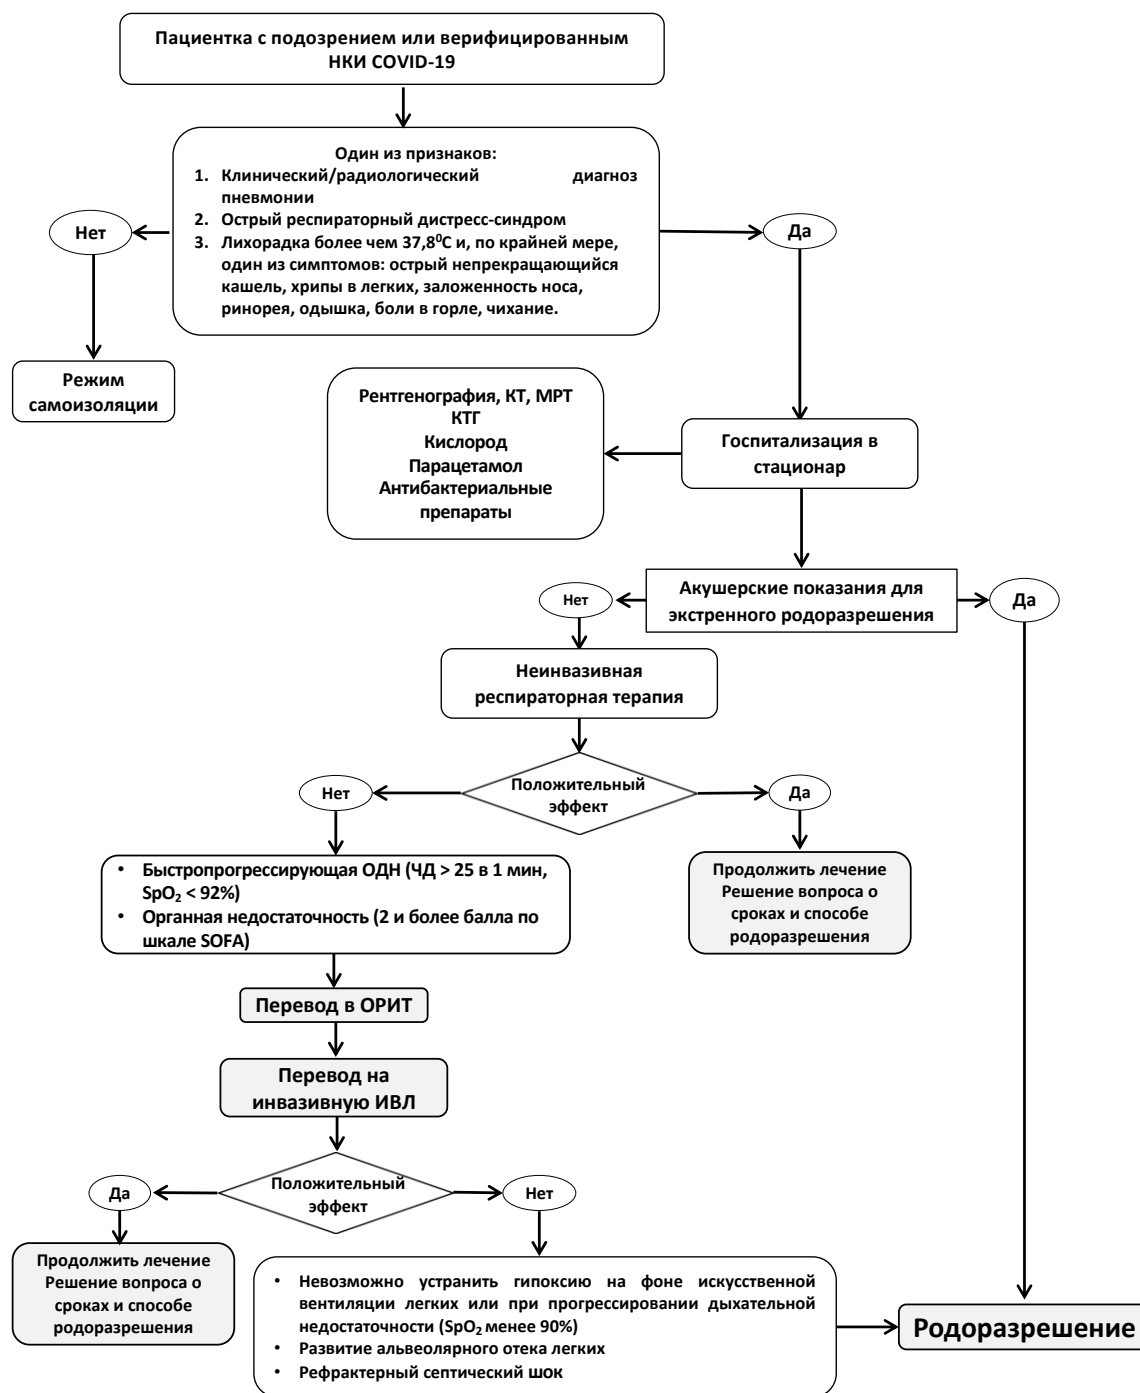 Пациентка с подозрением или верифицированным
НКИ COVID-19
Один из признаков:
1. Клинический/радиологический диагноз
пневмонии
2. Острый респираторный дистресс-синдром
3. Лихорадка более чем 37,8⁰С и, по крайней мере,
один из симптомов: острый непрекращающийся
кашель, хрипы в легких, заложенность носа,
ринорея, одышка, боли в горле, чихание.
Нет
Да
Режим
самоизоляции
Рентгенография, КТ, МРТ
КТГ
Кислород
Парацетамол
Антибактериальные
препараты
Госпитализация в
стационар
Акушерские показания для
экстренного родоразрешения
Нет
Да
Неинвазивная
респираторная терапия
Положительный
эффект
Нет
Да
• Быстропрогрессирующая ОДН (ЧД > 25 в 1 мин,
SpO₂ < 92%)
• Органная недостаточность (2 и более балла по
шкале SOFA)
Продолжить лечение
Решение вопроса о
сроках и способе
родоразрешения
Перевод в ОРИТ
Перевод на
инвазивную ИВЛ
Положительный
эффект
Да
Нет
Продолжить лечение
Решение вопроса о
сроках и способе
родоразрешения
• Невозможно устранить гипоксию на фоне искусственной
вентиляции легких или при прогрессировании дыхательной
недостаточности (SpO₂ менее 90%)
• Развитие альвеолярного отека легких
• Рефрактерный септический шок
Родоразрешение